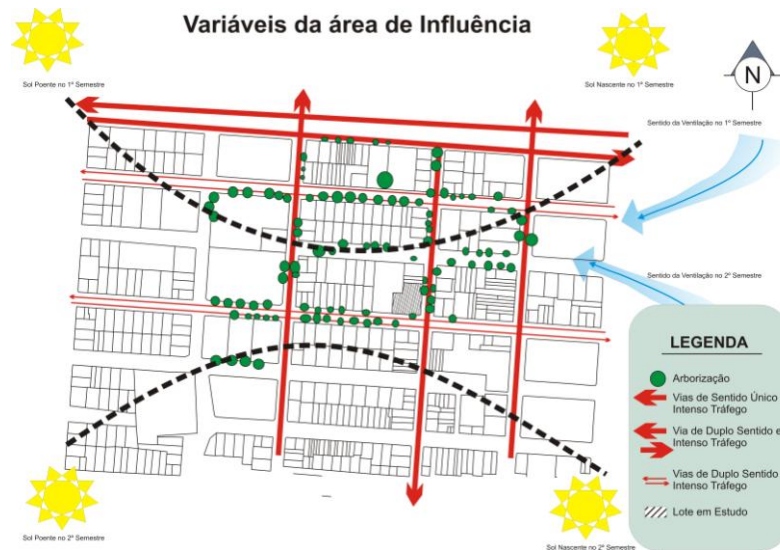 Variáveis da área de Influência
Sol Poente no 1º Semestre
Sol Nascente no 1º Semestre
N
Sentido da Ventilação no 1º Semestre
Sentido da Ventilação no 2º Semestre
LEGENDA
Arborização
Vias de Sentido Único
Intenso Tráfego
Via de Duplo Sentido e
Intenso Tráfego
Vias de Duplo Sentido
Intenso Tráfego
Lote em Estudo
Sol Poente no 2º Semestre
Sol Nascente no 2º Semestre